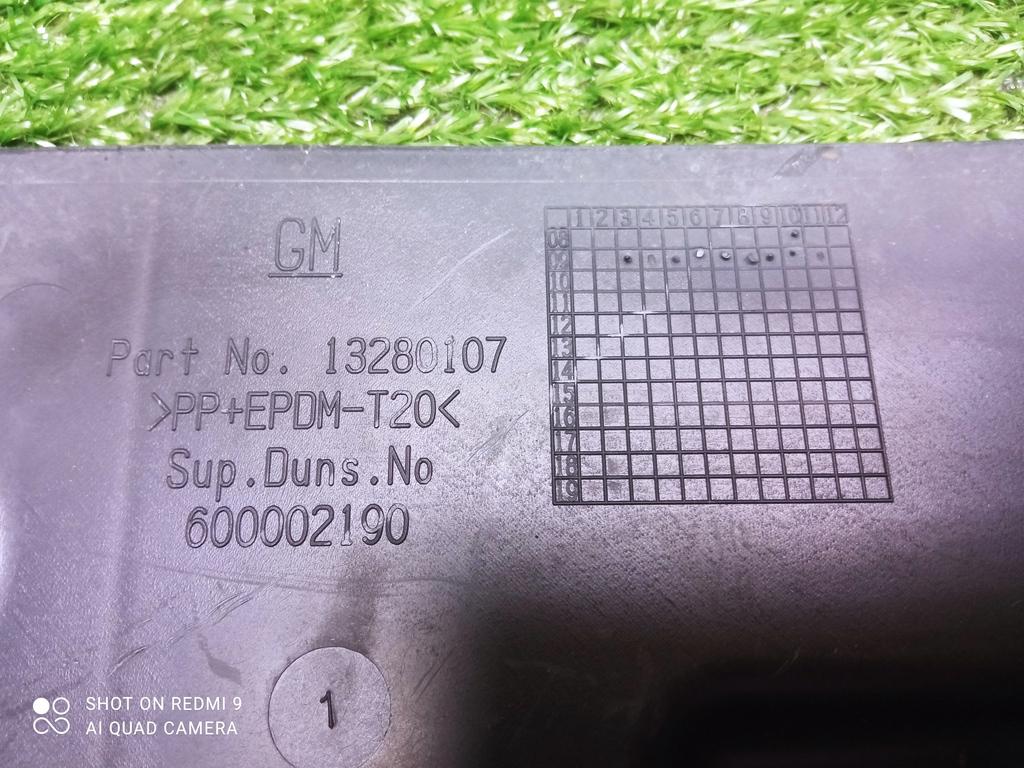 GM
Part No. 13280107
>PP+EPDM-T20<
Sup.Duns.No
600002190
1 2 3 4 5 6 7 8 9 10 11 12
08
09
10
11
12
13
14
15
16
17
18
19
1
SHOT ON REDMI 9
AI QUAD CAMERA